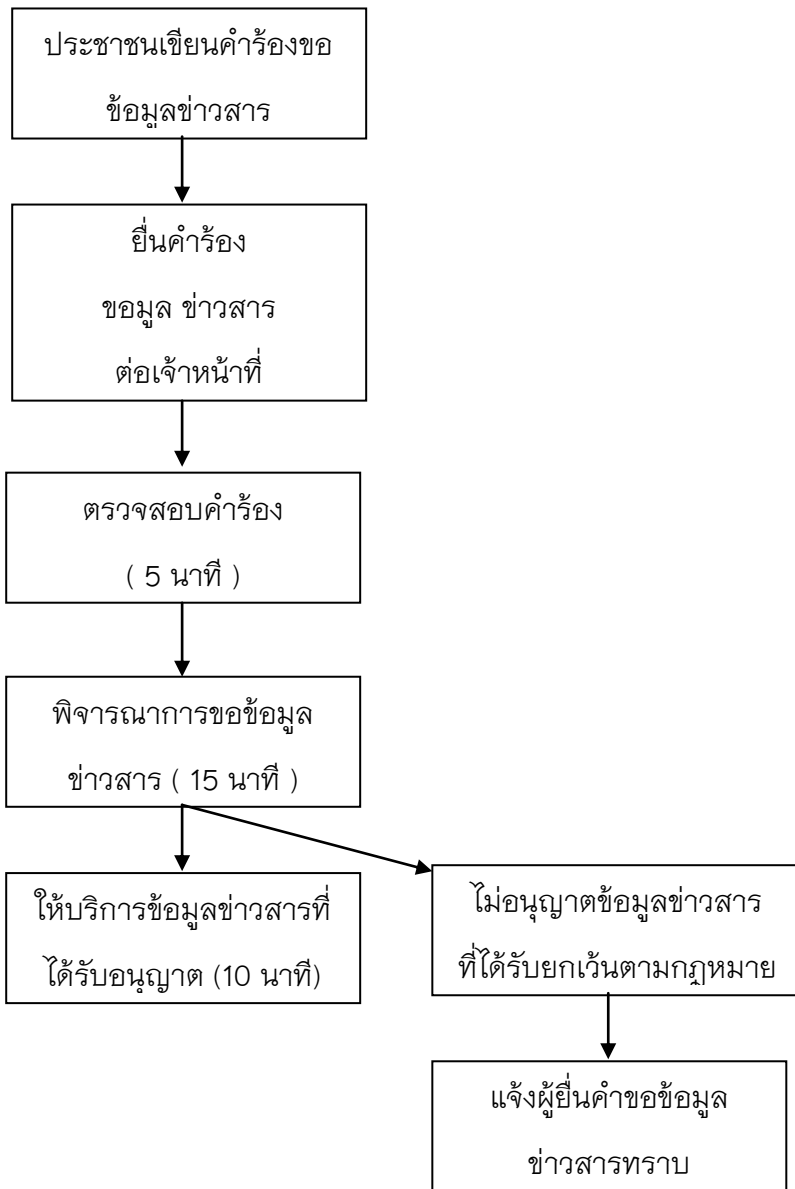 ประชาชนเขียนคำร้องขอ
ข้อมูลข่าวสาร
ยื่นคำร้อง
ขอมูล ข่าวสาร
ต่อเจ้าหน้าที่
ตรวจสอบคำร้อง
( 5 นาที )
พิจารณาการขอข้อมูล
ข่าวสาร ( 15 นาที )
ให้บริการข้อมูลข่าวสารที่
ได้รับอนุญาต (10 นาที)
ไม่อนุญาตข้อมูลข่าวสาร
ที่ได้รับยกเว้นตามกฎหมาย
แจ้งผู้ยื่นคำขอข้อมูล
ข่าวสารทราบ